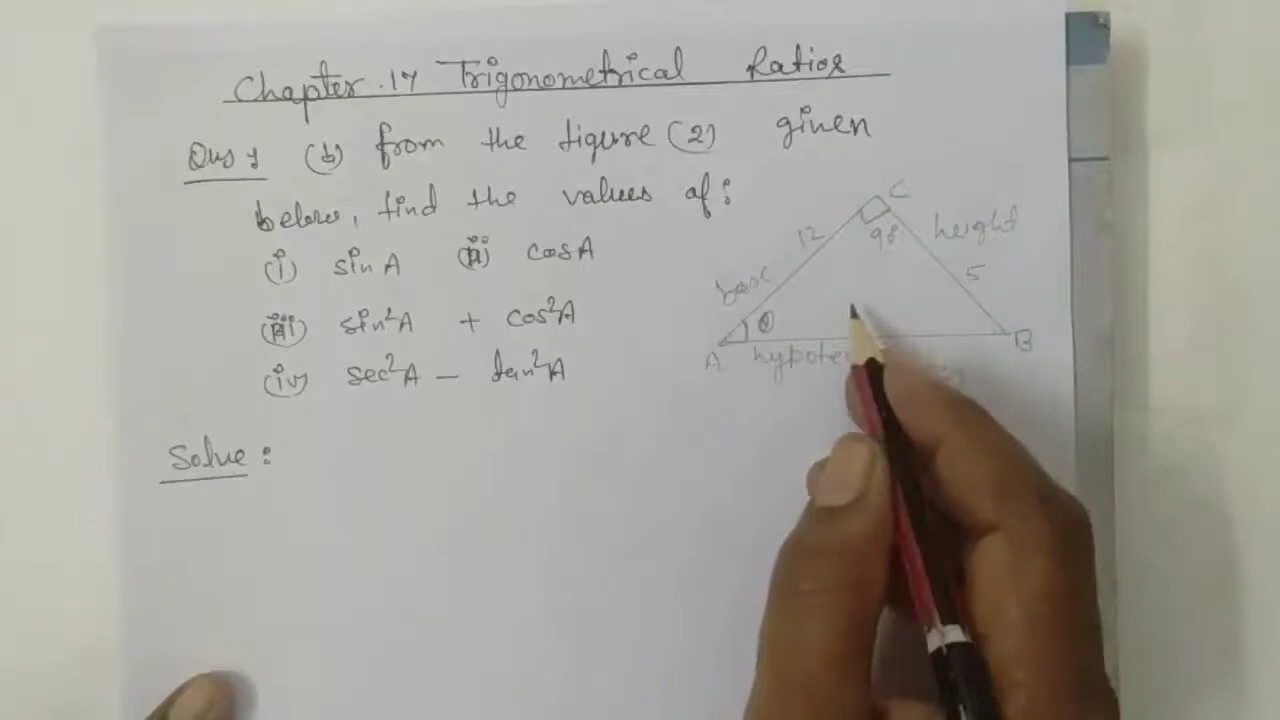 Chapter.17 Trigonometrical Ratios
Qus 1 (b) from the figure (2) given
below, find the values of:
(i) sin A (ii) cos A
(iii) sin²A + cos²A
(iv) sec²A – tan²A
Solve:
C
12 90 height
base 5
θ
A B